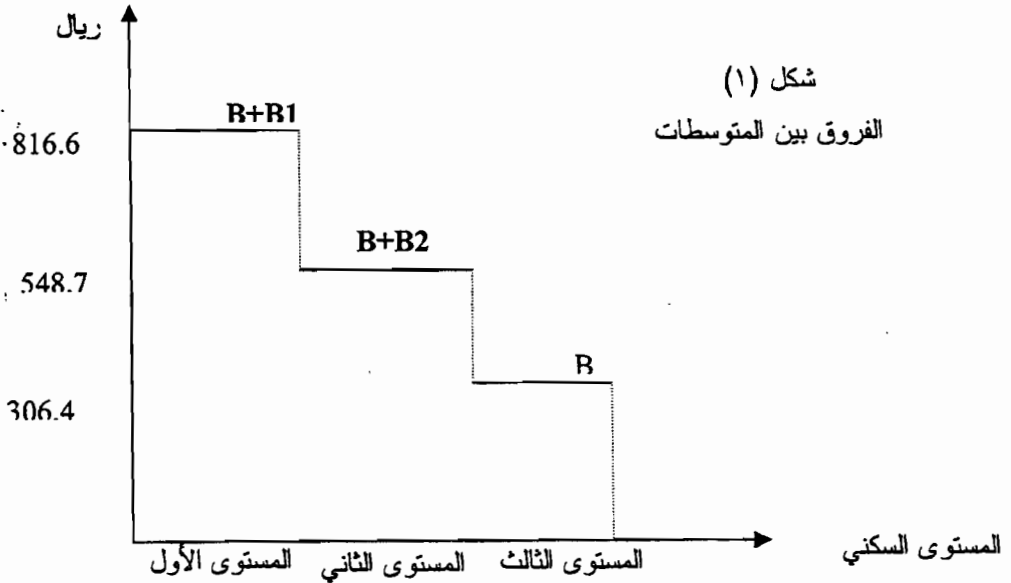 ريال
شكل (١)
الفروق بين المتوسطات
B+B1
816.6
B+B2
548.7
B
306.4
المستوى الأول
المستوى الثاني
المستوى الثالث
المستوى السكني